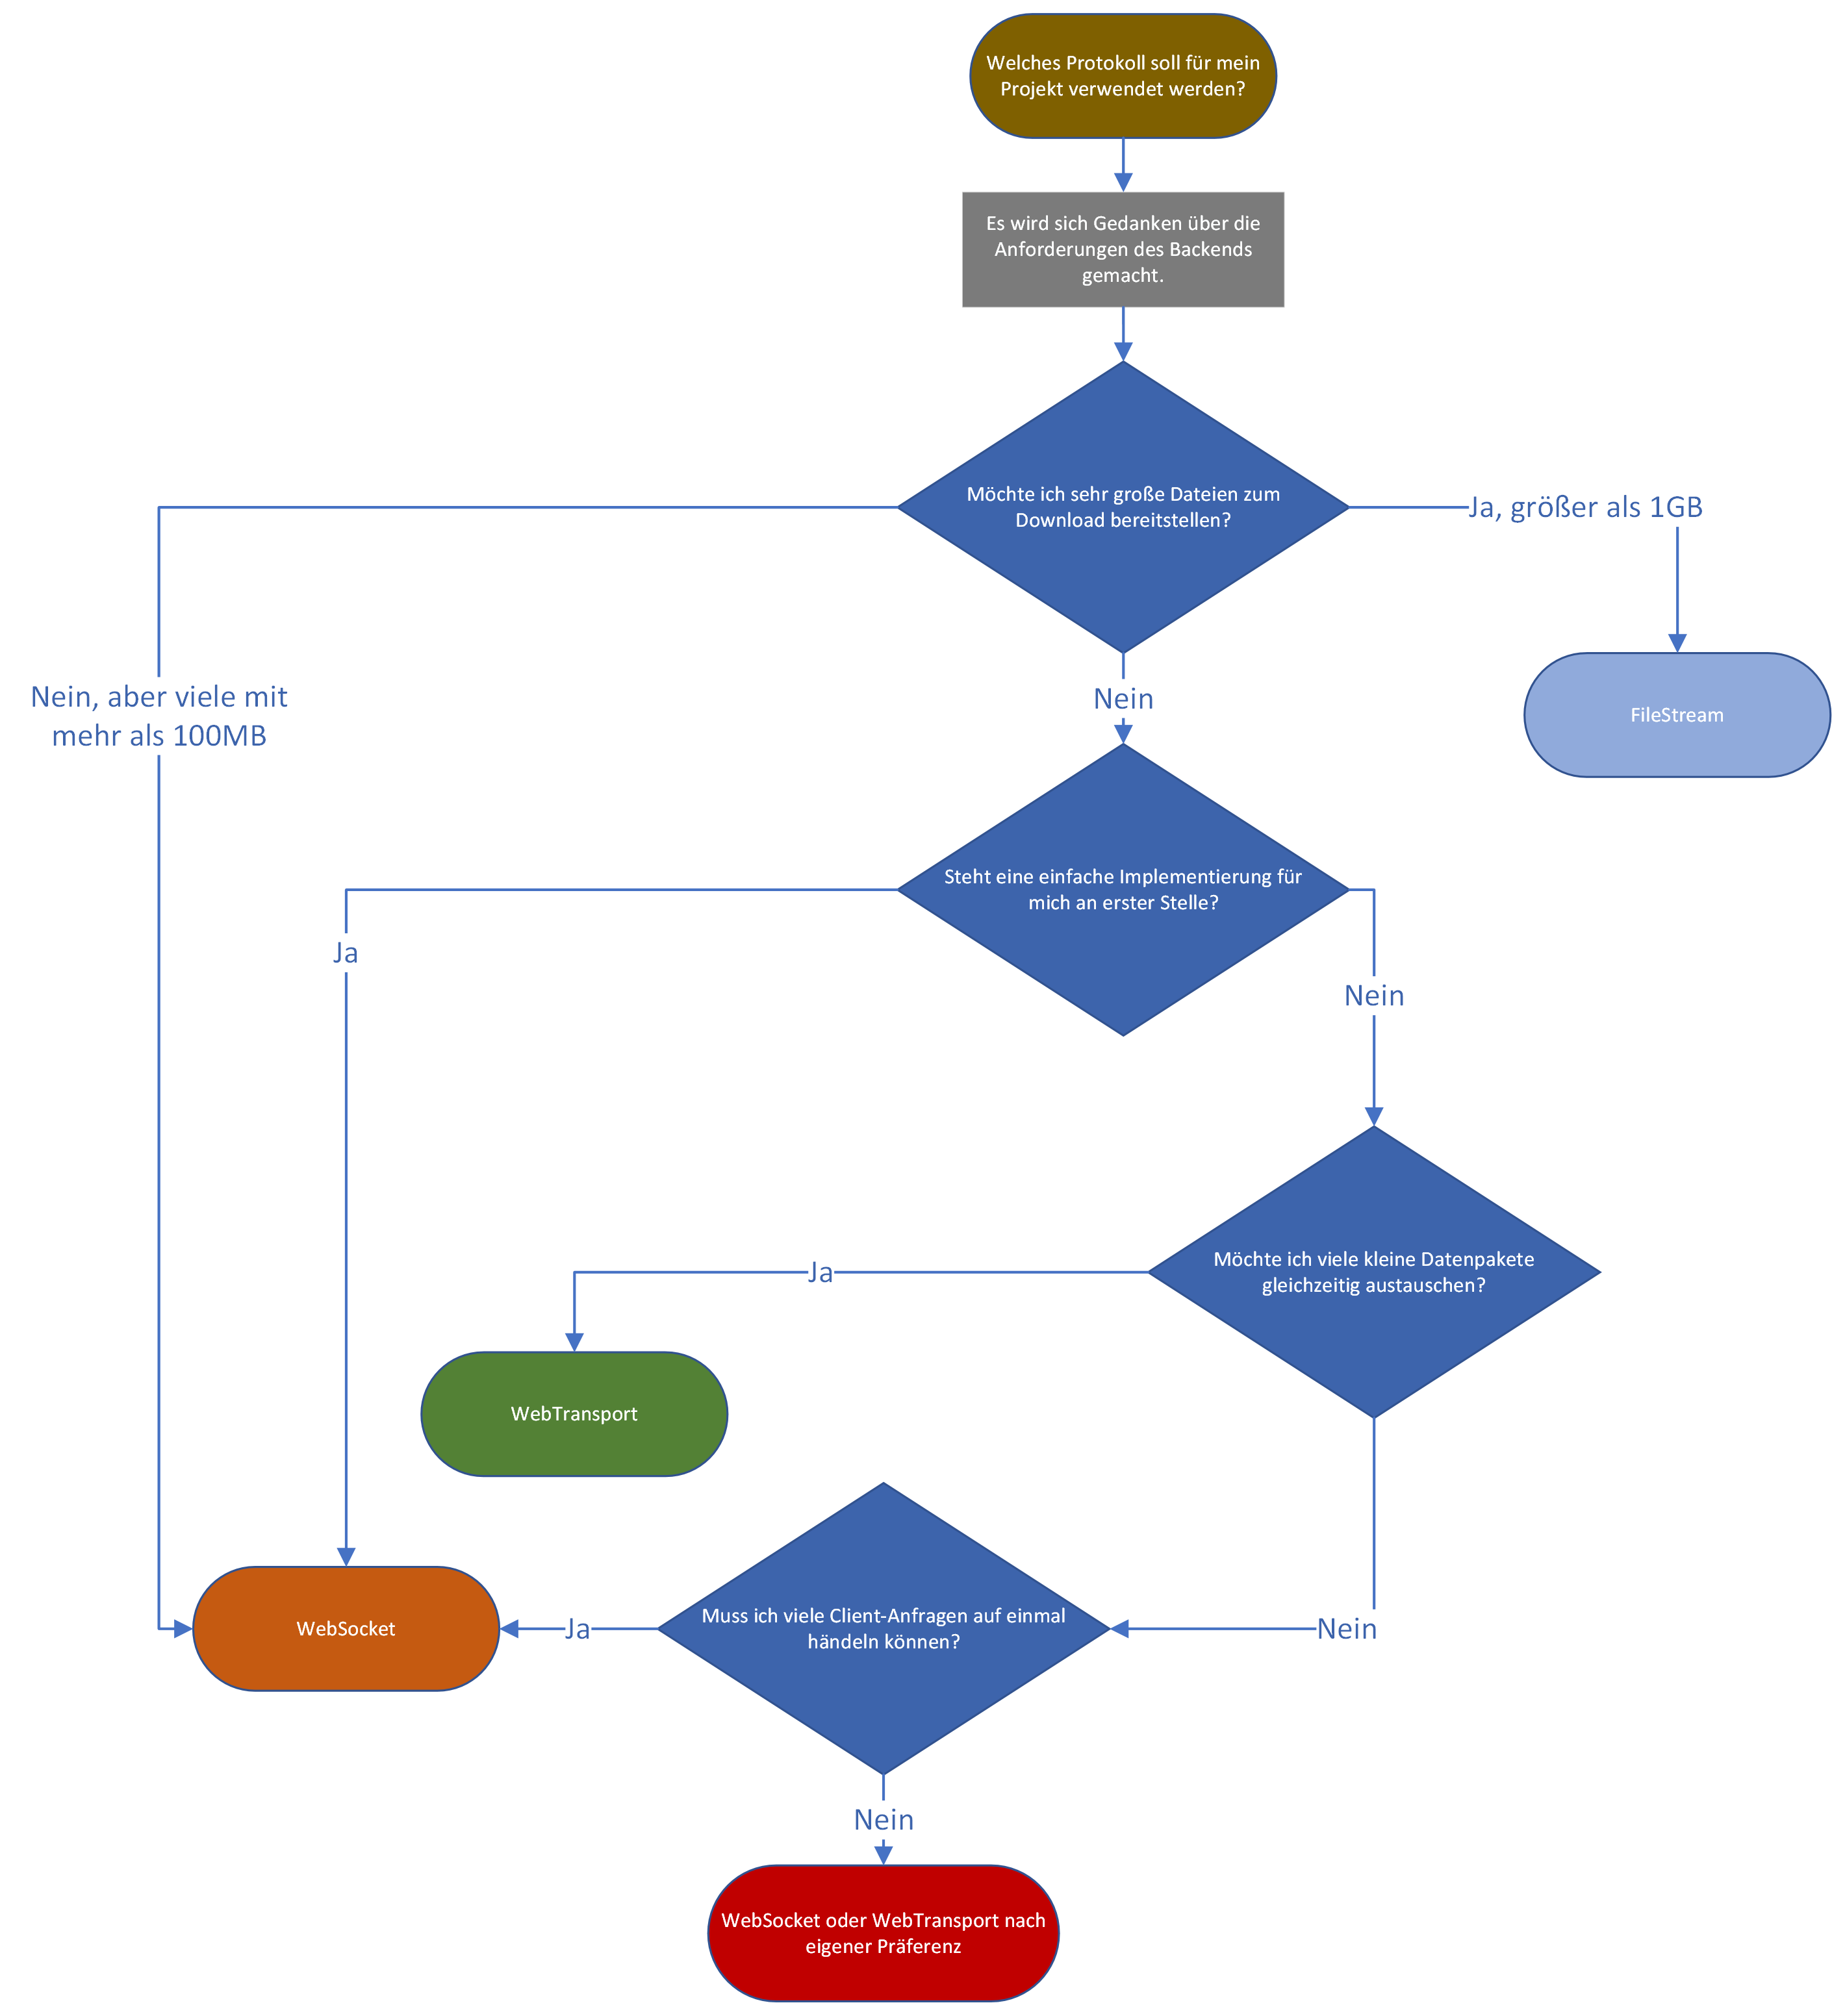 Welches Protokoll soll für mein
Projekt verwendet werden?
Es wird sich Gedanken über die
Anforderungen des Backends
gemacht.
Möchte ich sehr große Dateien zum
Download bereitstellen?
Ja, größer als 1GB
Nein, aber viele mit
mehr als 100MB
Nein
FileStream
Steht eine einfache Implementierung für
mich an erster Stelle?
Ja
Nein
Möchte ich viele kleine Datenpakete
gleichzeitig austauschen?
Ja
WebTransport
WebSocket
Ja
Muss ich viele Client-Anfragen auf einmal
händeln können?
Nein
Nein
WebSocket oder WebTransport nach
eigener Präferenz